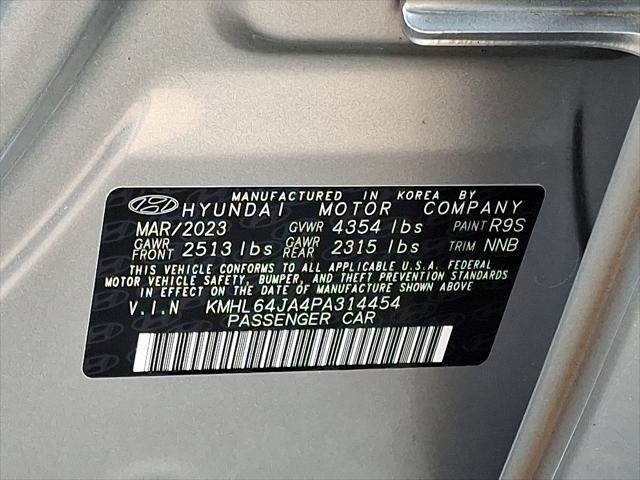 MANUFACTURED IN KOREA BY
HYUNDAI MOTOR COMPANY
MAR/2023 GVWR 4354 lbs PAINT R9S
GAWR FRONT 2513 lbs GAWR REAR 2315 lbs TRIM NNB
THIS VEHICLE CONFORMS TO ALL APPLICABLE U.S.A. FEDERAL
MOTOR VEHICLE SAFETY, BUMPER, AND THEFT PREVENTION STANDARDS
IN EFFECT ON THE DATE OF MANUFACTURE SHOWN ABOVE
V.I.N KMHL64JA4PA314454
PASSENGER CAR